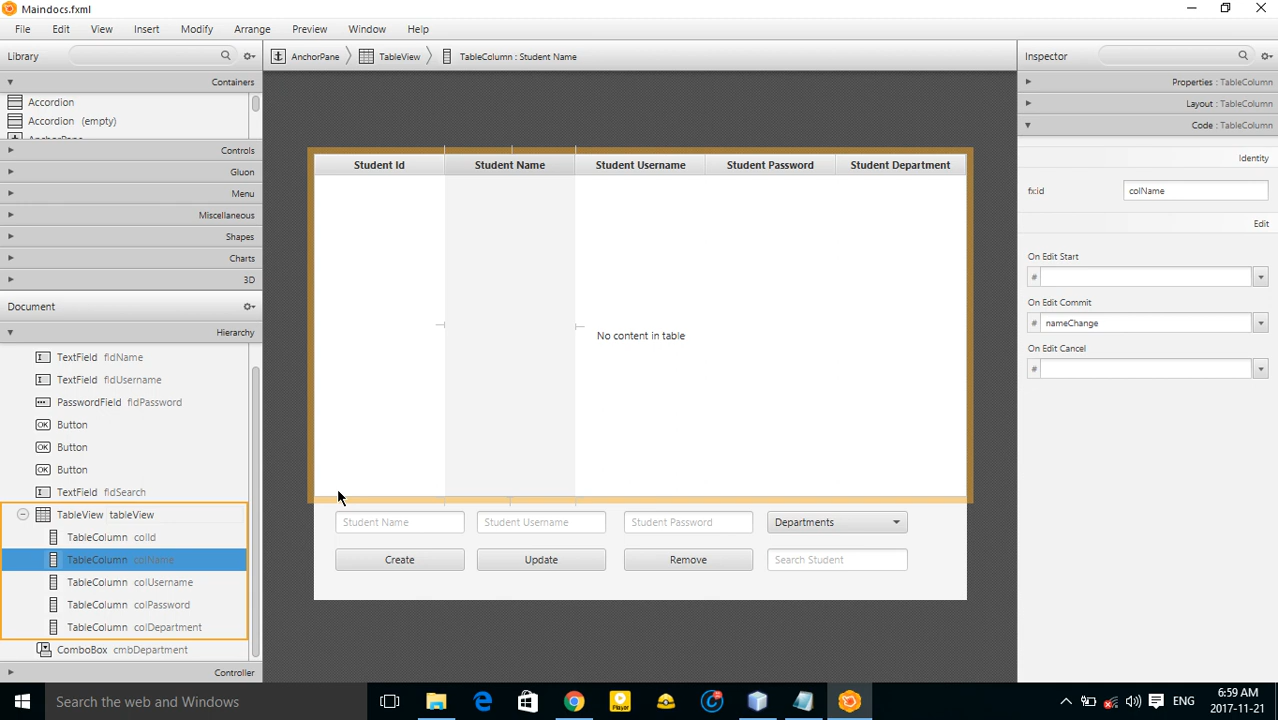 Maindocs.fxml
File Edit View Insert Modify Arrange Preview Window Help
Library
AnchorPane TableView TableColumn : Student Name
Inspector
Containers
Accordion
Accordion (empty)
Controls
Gluon
Menu
Miscellaneous
Shapes
Charts
3D
Document
Hierarchy
TextField fldName
TextField fldUsername
PasswordField fldPassword
OK Button
OK Button
OK Button
TextField fldSearch
TableView tableView
TableColumn colId
TableColumn colName
TableColumn colUsername
TableColumn colPassword
TableColumn colDepartment
ComboBox cmbDepartment
Controller
Student Id Student Name Student Username Student Password Student Department
No content in table
Student Name Student Username Student Password Departments
Create Update Remove Search Student
Properties : TableColumn
Layout : TableColumn
Code : TableColumn
Identity
fx:id colName
Edit
On Edit Start
#
On Edit Commit
# nameChange
On Edit Cancel
#
Search the web and Windows
Player
ENG
6:59 AM
2017-11-21